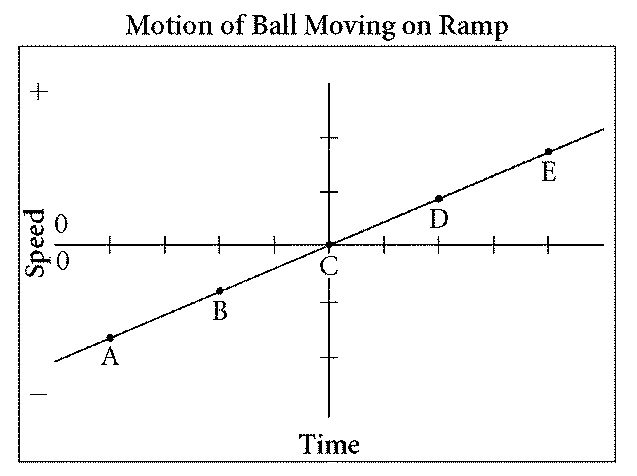 Motion of Ball Moving on Ramp
+
Speed
0
0
E
D
C
B
A
−
Time